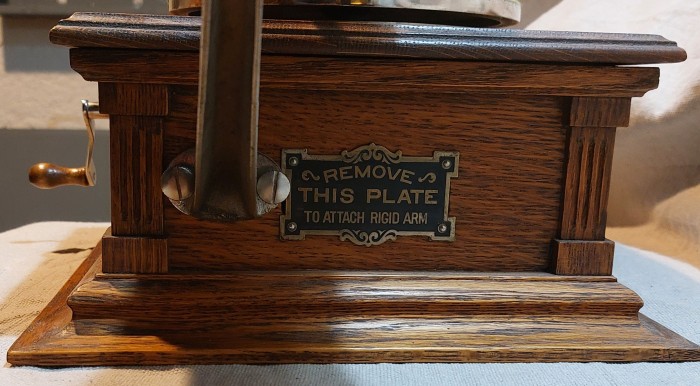 REMOVE
THIS PLATE
TO ATTACH RIGID ARM